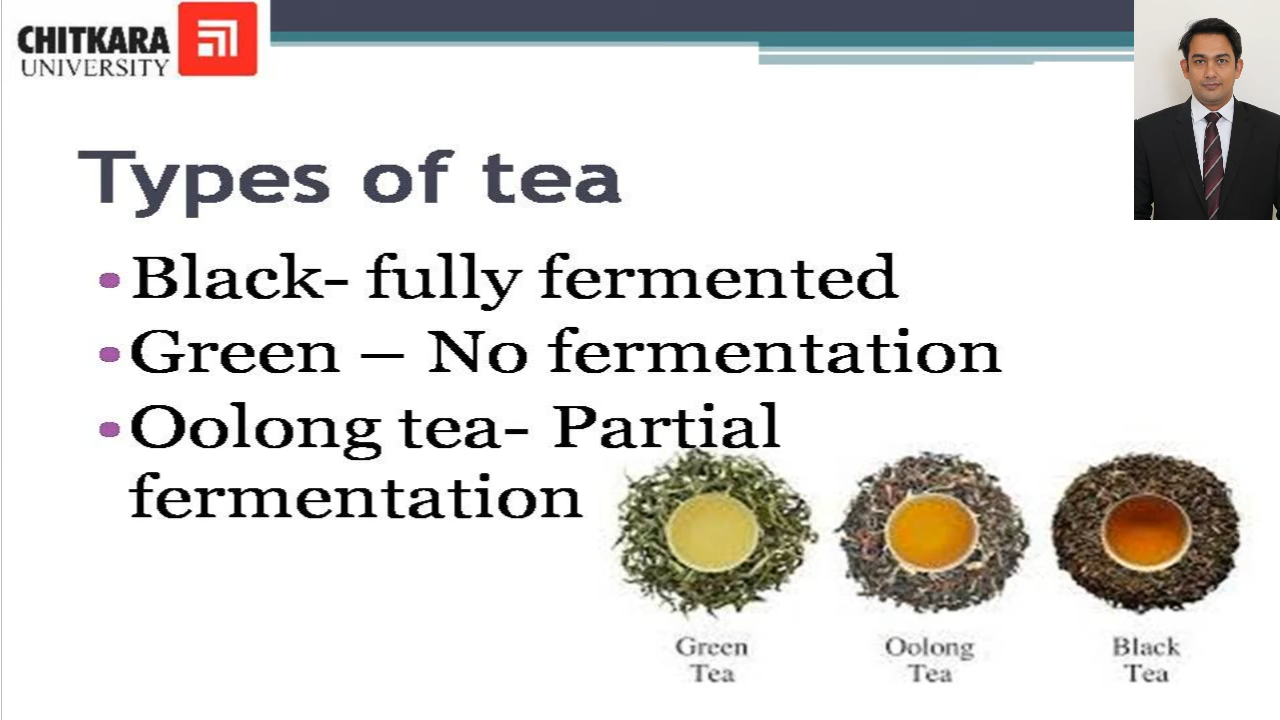 CHITKARA
UNIVERSITY
Types of tea
•Black- fully fermented
•Green – No fermentation
•Oolong tea- Partial
fermentation
Green
Tea
Oolong
Tea
Black
Tea